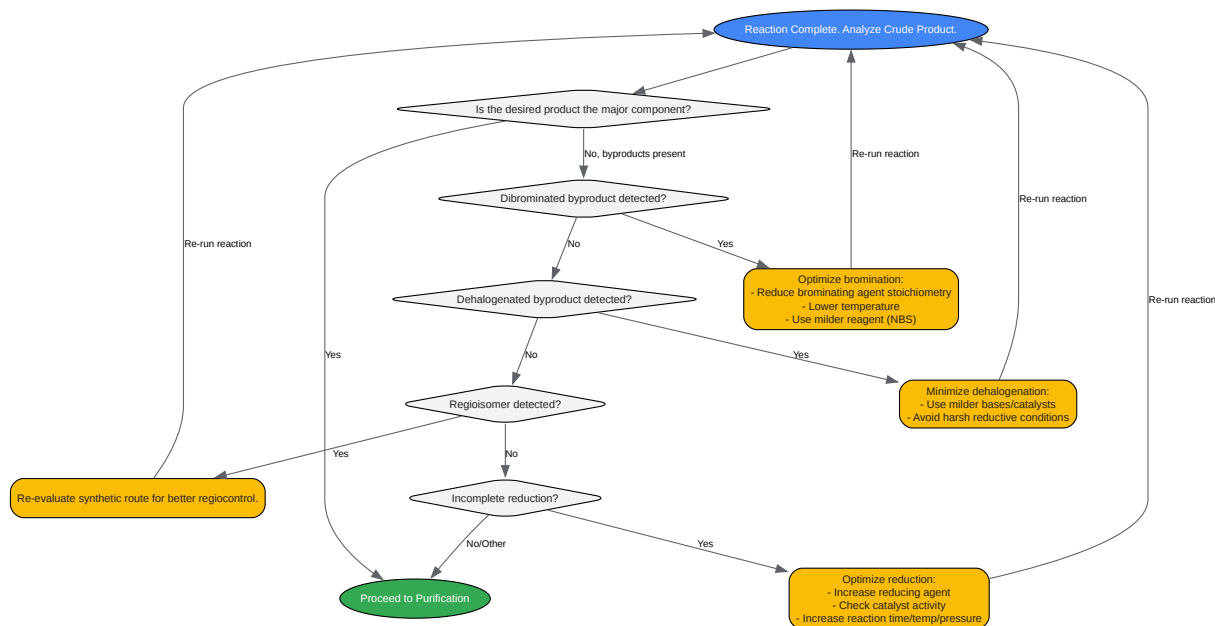 Reaction Complete. Analyze Crude Product.
Is the desired product the major component?
No, byproducts present
Re-run reaction
Dibrominated byproduct detected?
Re-run reaction
Re-run reaction
No
Yes
Optimize bromination:
- Reduce brominating agent stoichiometry
- Lower temperature
- Use milder reagent (NBS)
Dehalogenated byproduct detected?
Re-run reaction
Yes
No
Yes
Minimize dehalogenation:
- Use milder bases/catalysts
- Avoid harsh reductive conditions
Regioisomer detected?
Yes
No
Re-evaluate synthetic route for better regiocontrol.
Incomplete reduction?
No/Other
Yes
Proceed to Purification
Optimize reduction:
- Increase reducing agent
- Check catalyst activity
- Increase reaction time/temp/pressure